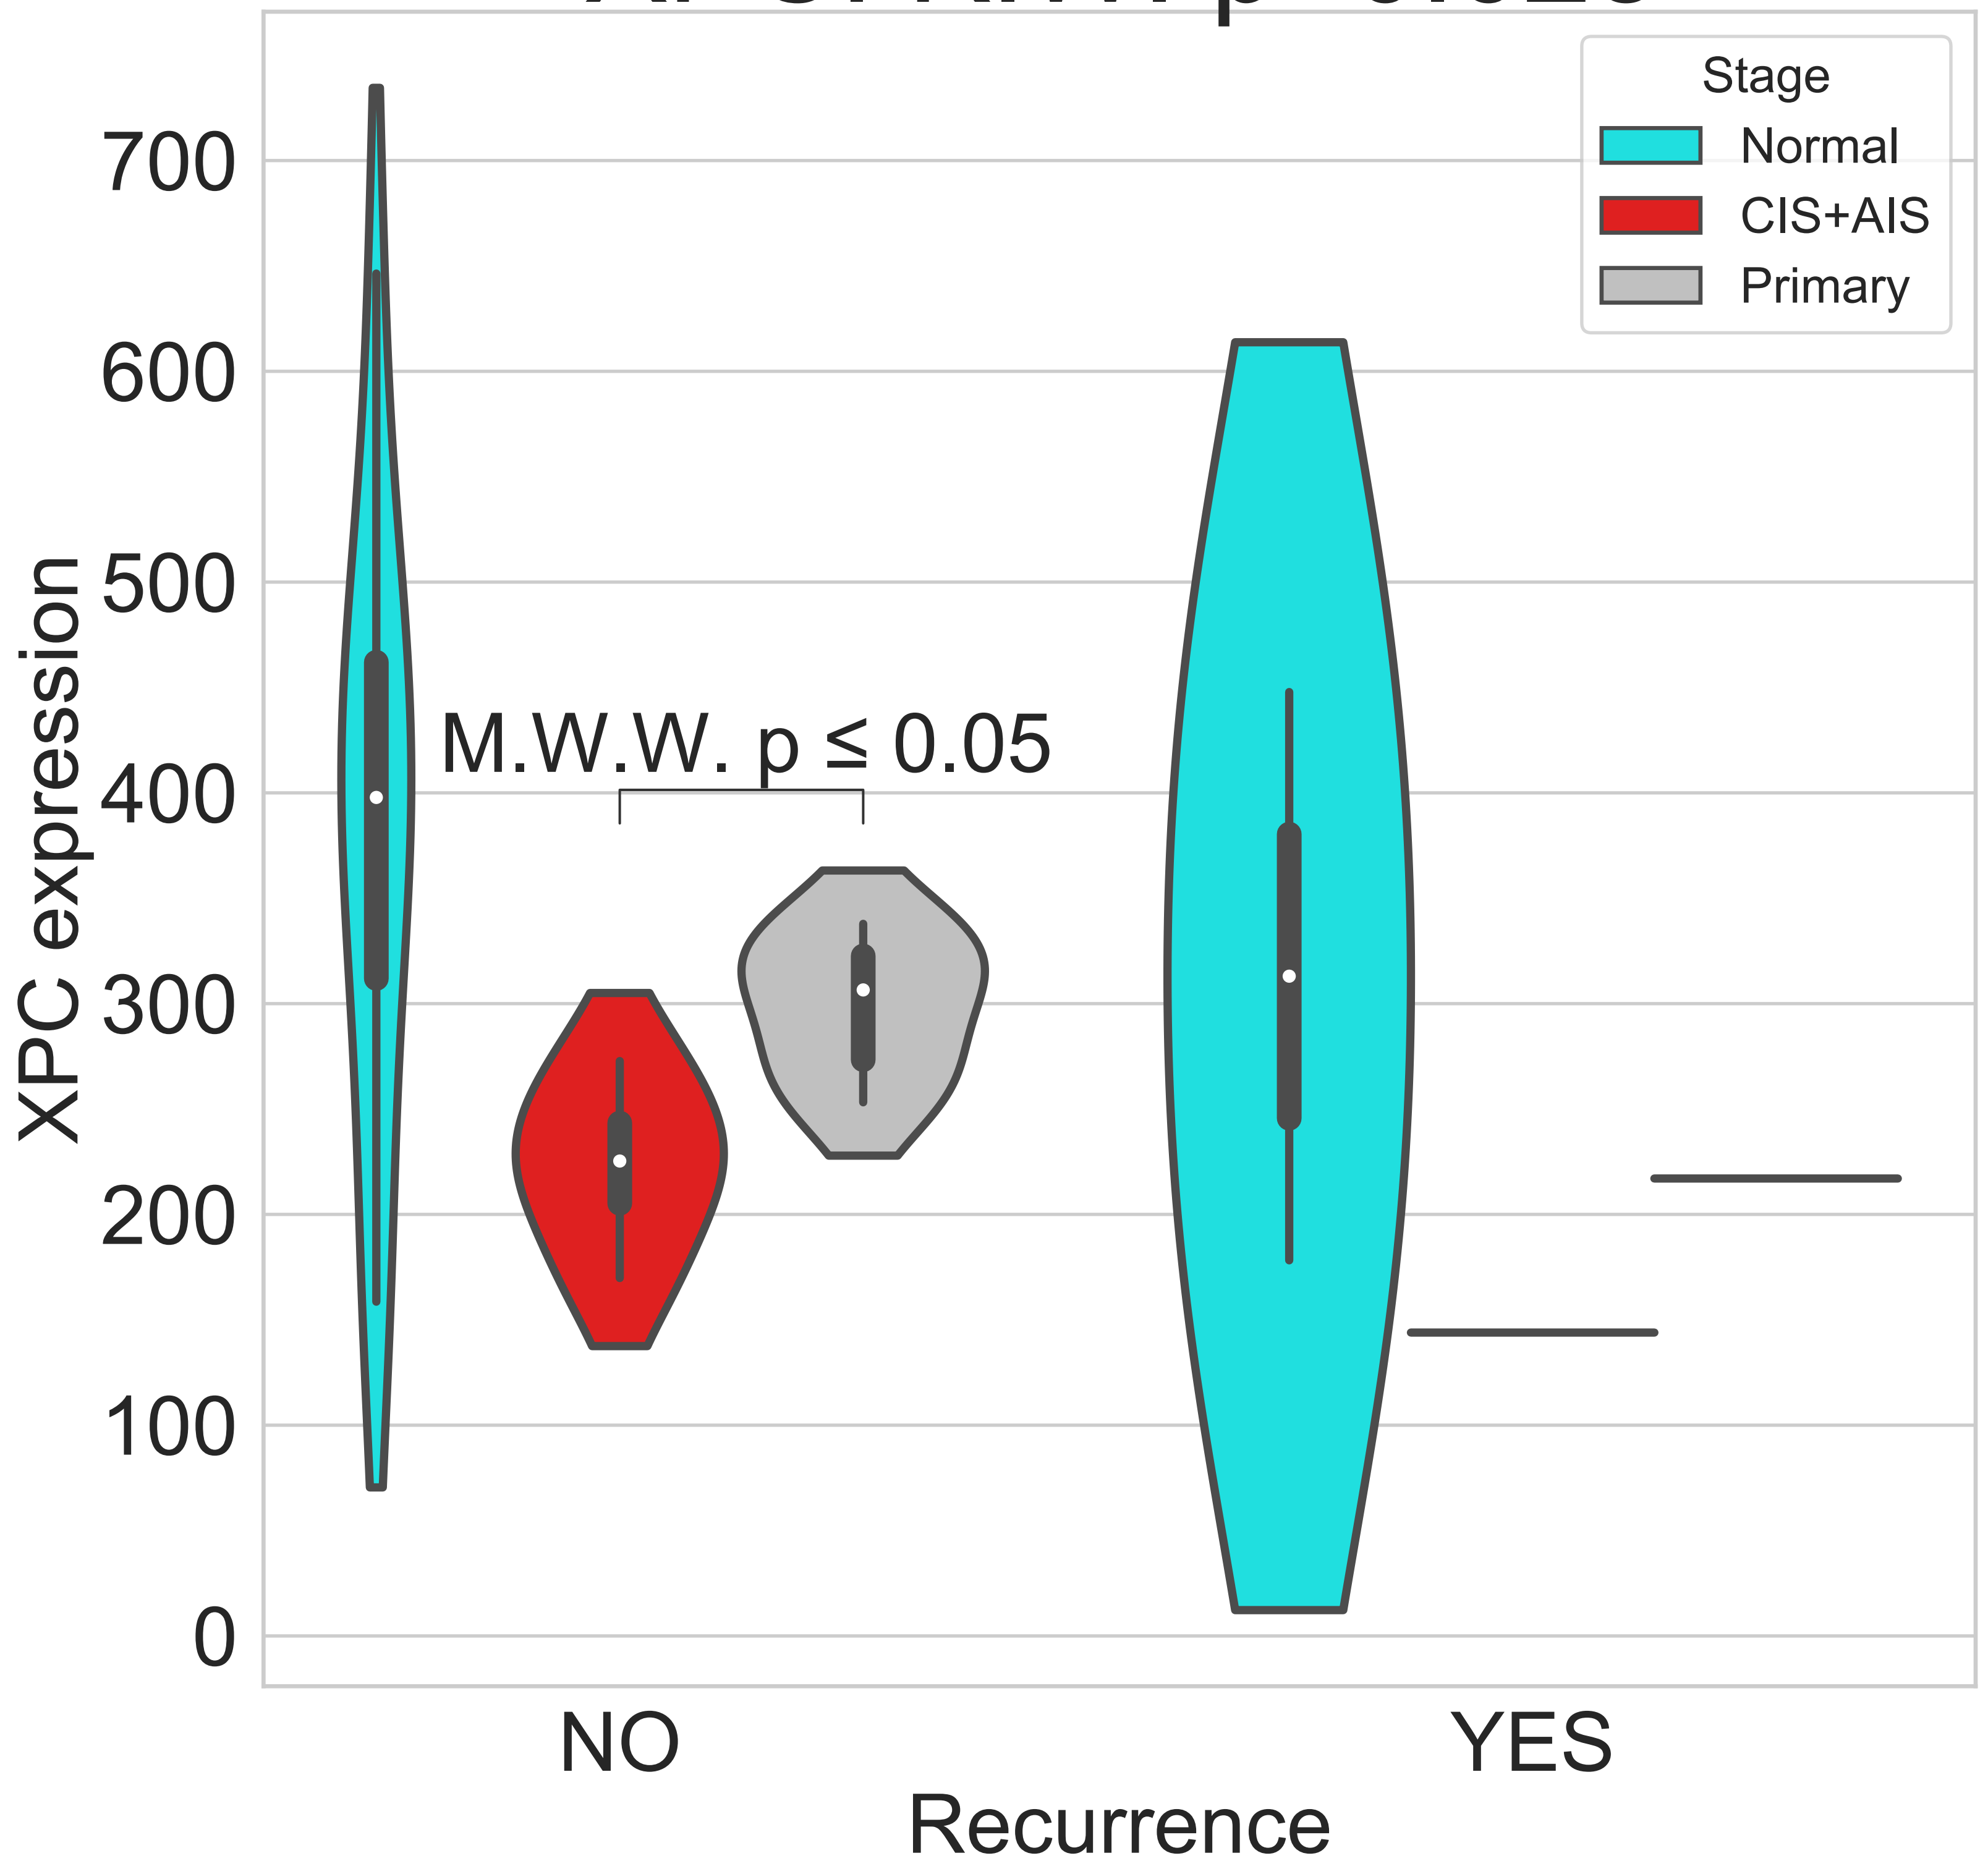 Stage
Normal
CIS+AIS
Primary
700
600
500
400
300
200
100
0
XPC expression
M.W.W. p ≤ 0.05
NO
YES
Recurrence